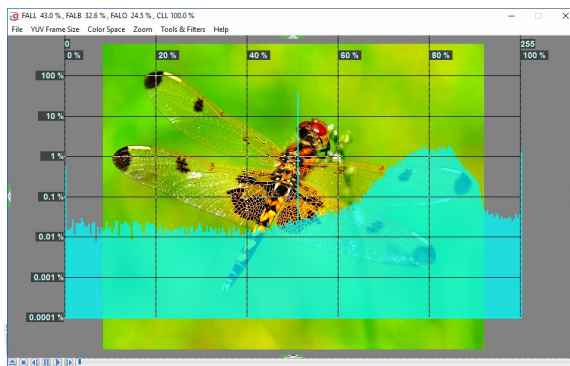 FALL 43.0 % , FALB 32.6 % , FALO 24.5 % , CLL 100.0 %
File YUV Frame Size Color Space Zoom Tools & Filters Help
0 255
0 % 20 % 40 % 60 % 80 % 100 %
100 %
10 %
1 %
0.1 %
0.01 %
0.001 %
0.0001 %